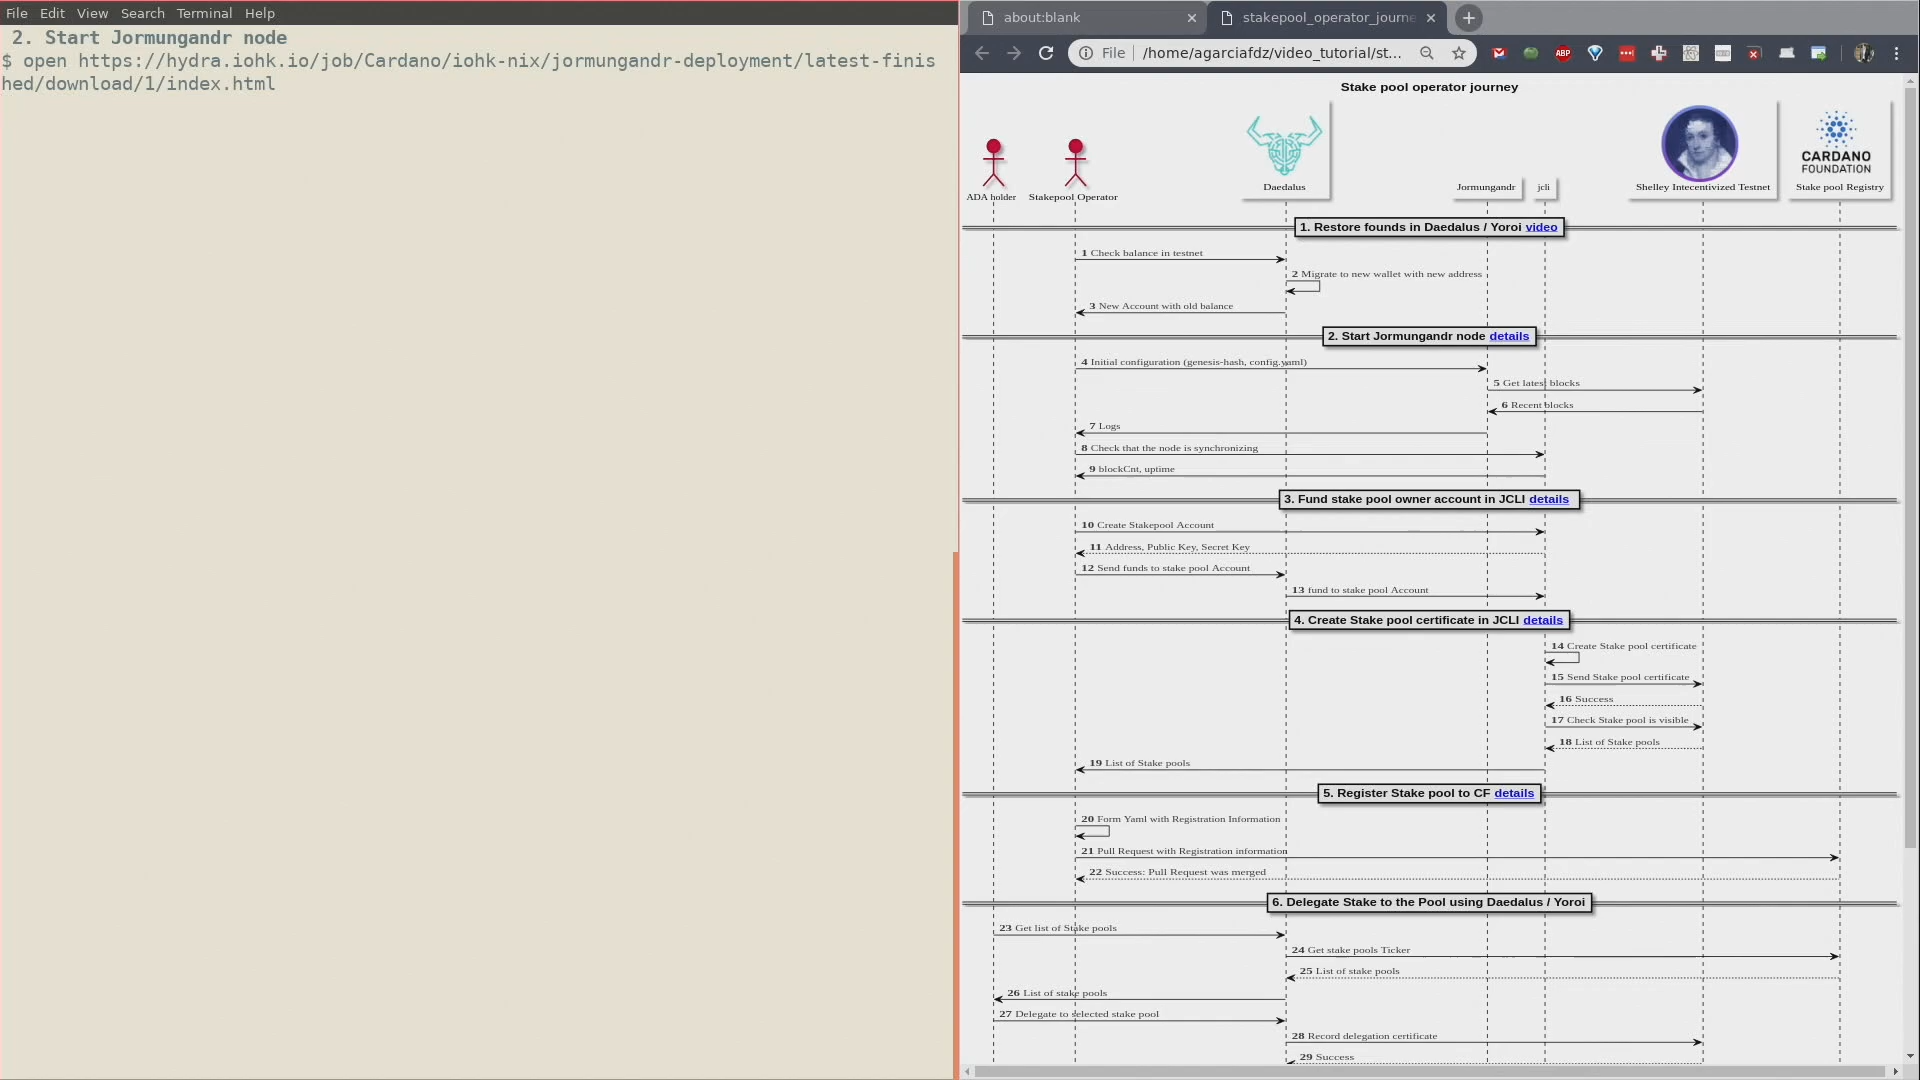 File Edit View Search Terminal Help
2. Start Jormungandr node
$ open https://hydra.iohk.io/job/Cardano/iohk-nix/jormungandr-deployment/latest-finis
hed/download/1/index.html
about:blank
stakepool_operator_journe
File
/home/agarciafdz/video_tutorial/st...
ABP
Stake pool operator journey
CARDANO
FOUNDATION
ADA holder
Stakepool Operator
Daedalus
Jormungandr
jcli
Shelley Intecentivized Testnet
Stake pool Registry
1. Restore founds in Daedalus / Yoroi video
1 Check balance in testnet
2 Migrate to new wallet with new address
3 New Account with old balance
2. Start Jormungandr node details
4 Initial configuration (genesis-hash, config.yaml)
5 Get latest blocks
6 Recent blocks
7 Logs
8 Check that the node is synchronizing
9 blockCnt, uptime
3. Fund stake pool owner account in JCLI details
10 Create Stakepool Account
11 Address, Public Key, Secret Key
12 Send funds to stake pool Account
13 fund to stake pool Account
4. Create Stake pool certificate in JCLI details
14 Create Stake pool certificate
15 Send Stake pool certificate
16 Success
17 Check Stake pool is visible
18 List of Stake pools
19 List of Stake pools
5. Register Stake pool to CF details
20 Form Yaml with Registration Information
21 Pull Request with Registration information
22 Success: Pull Request was merged
6. Delegate Stake to the Pool using Daedalus / Yoroi
23 Get list of Stake pools
24 Get stake pools Ticker
25 List of stake pools
26 List of stake pools
27 Delegate to selected stake pool
28 Record delegation certificate
29 Success